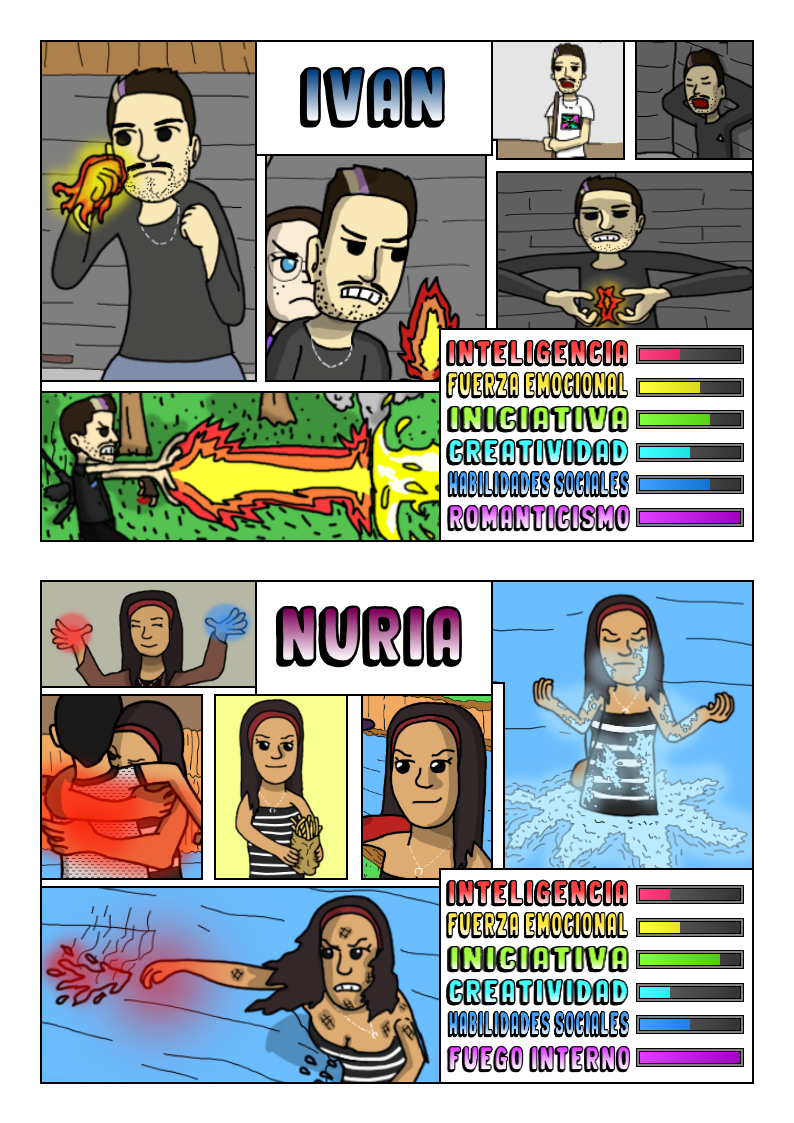 IVAN
INTELIGENCIA
FUERZA EMOCIONAL
INICIATIVA
CREATIVIDAD
HABILIDADES SOCIALES
ROMANTICISMO
NURIA
INTELIGENCIA
FUERZA EMOCIONAL
INICIATIVA
CREATIVIDAD
HABILIDADES SOCIALES
FUEGO INTERNO